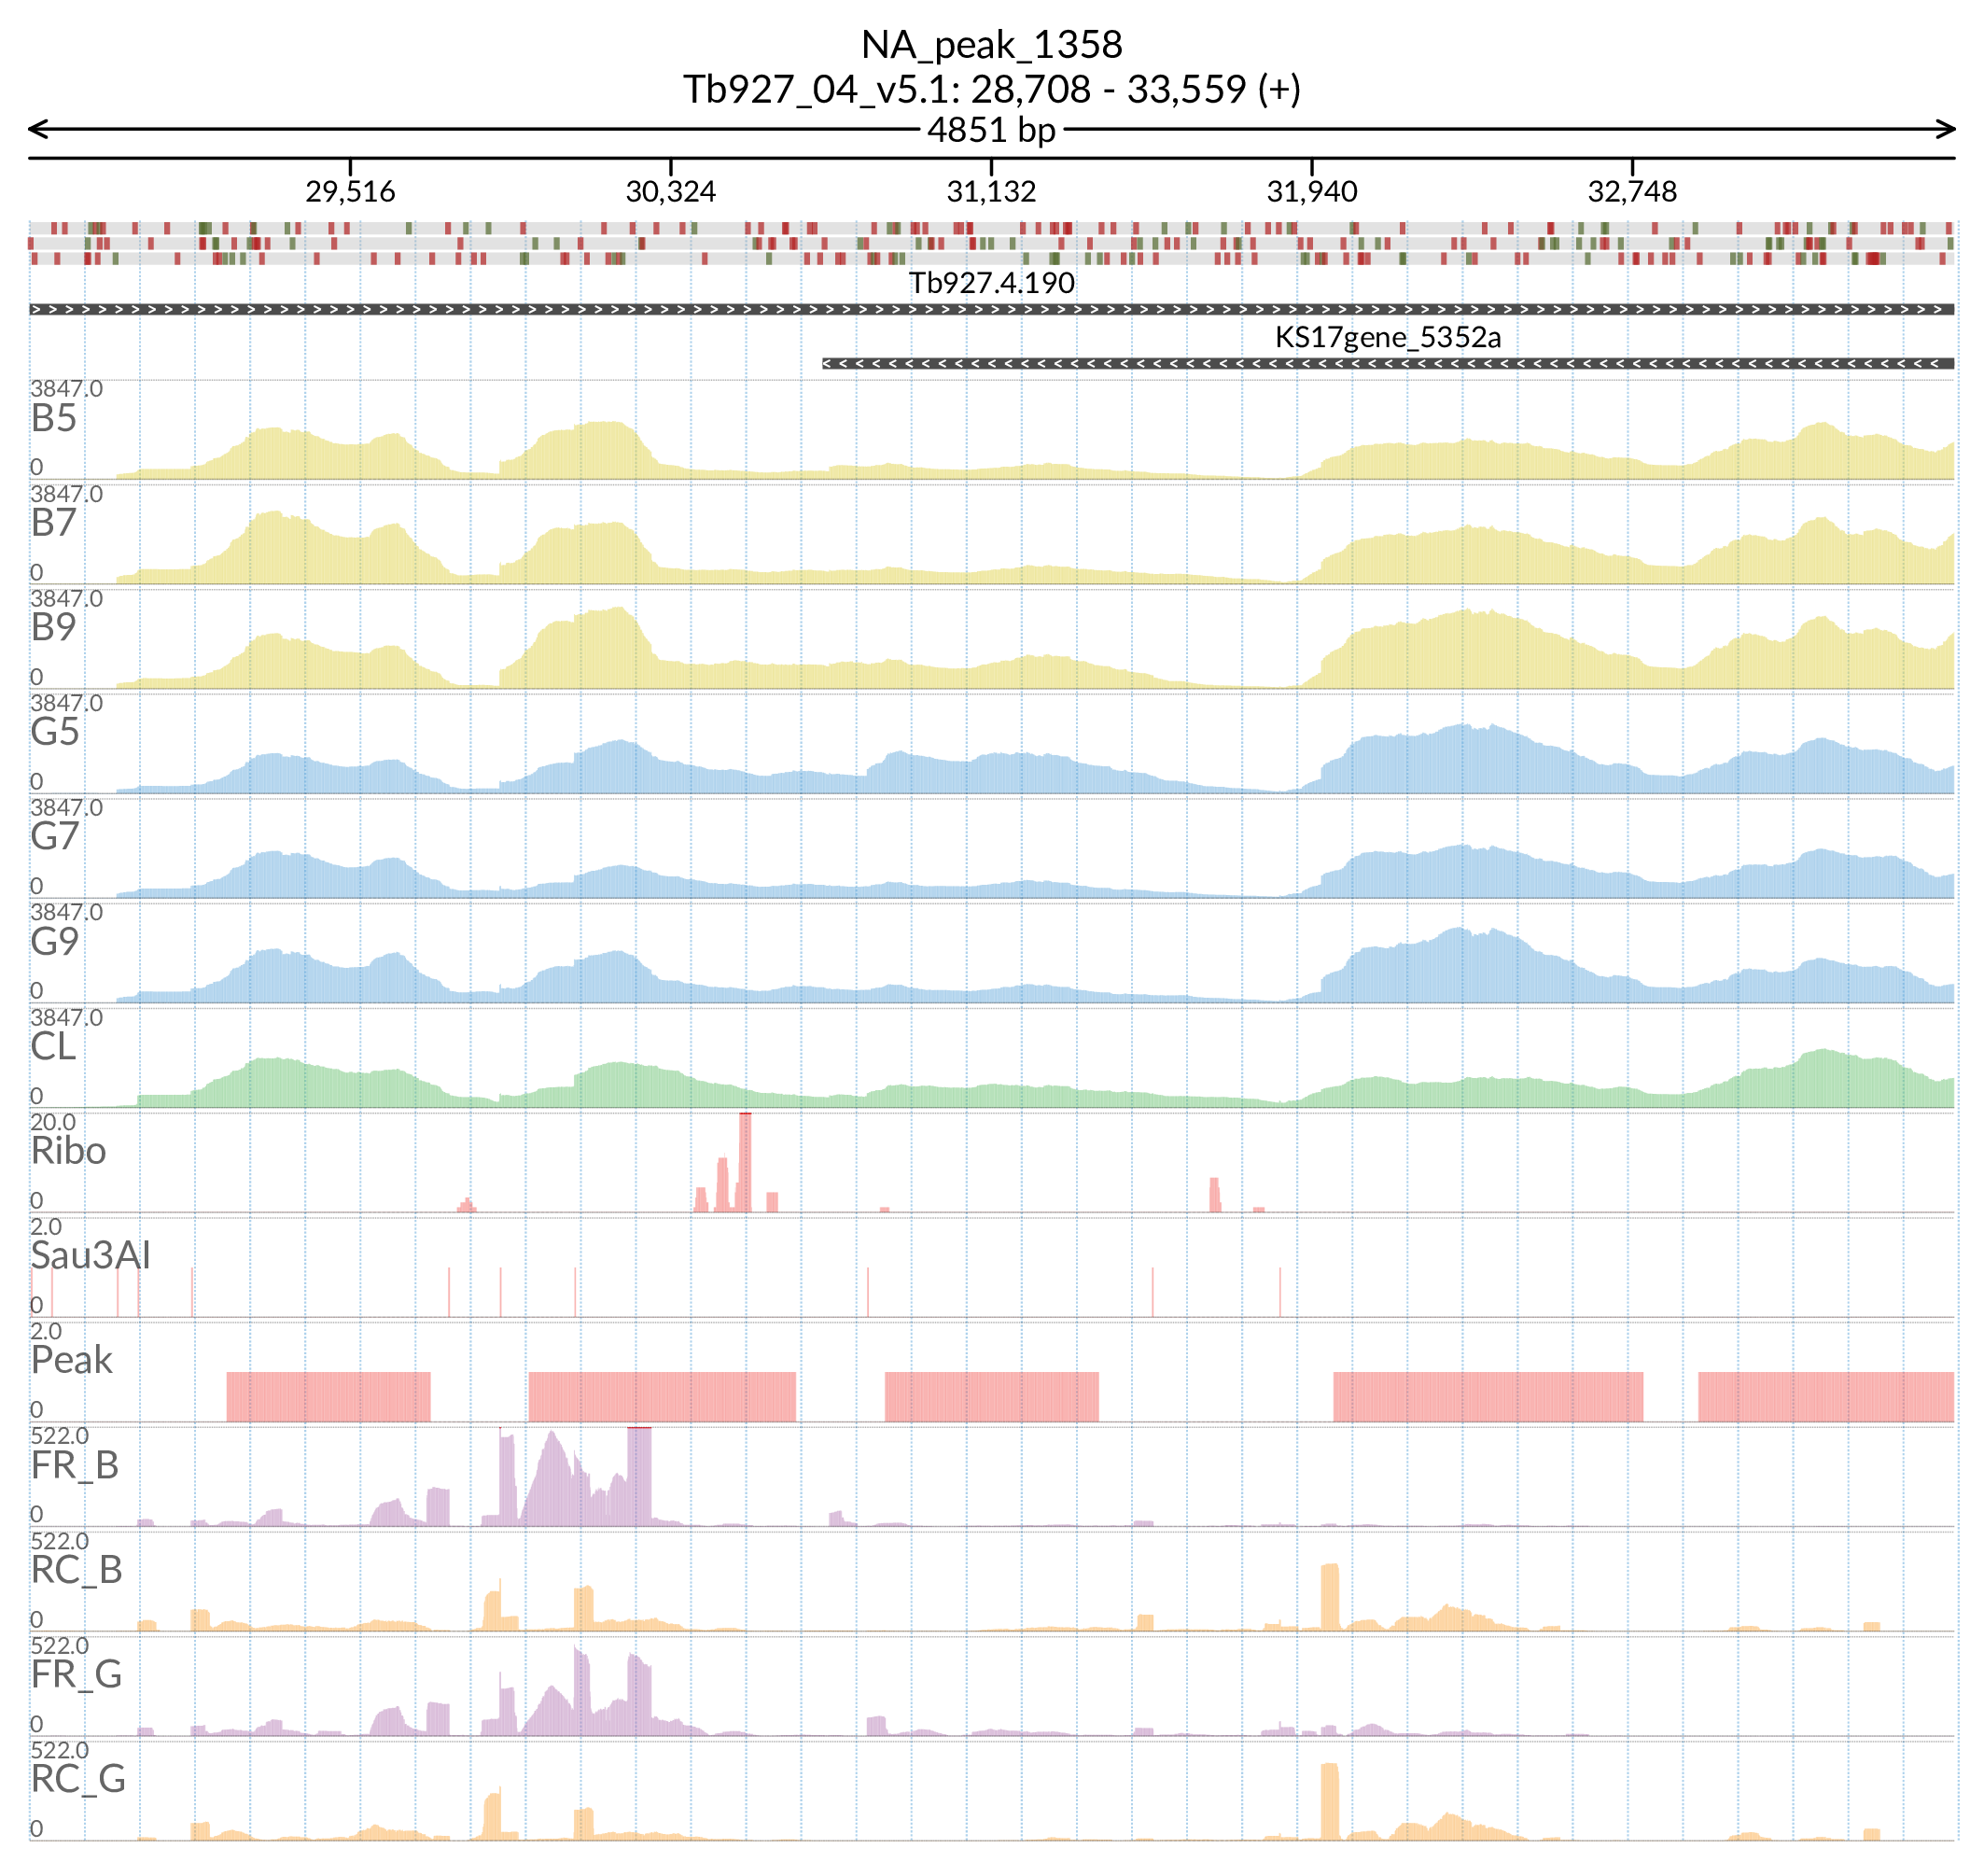 NA_peak_1358
Tb927_04_v5.1: 28,708 - 33,559 (+)
4851 bp
29,516 30,324 31,132 31,940 32,748
Tb927.4.190
KS17gene_5352a
3847.0
B5
0
3847.0
B7
0
3847.0
B9
0
3847.0
G5
0
3847.0
G7
0
3847.0
G9
0
3847.0
CL
0
20.0
Ribo
0
2.0
Sau3AI
0
2.0
Peak
0
522.0
FR_B
0
522.0
RC_B
0
522.0
FR_G
0
522.0
RC_G
0